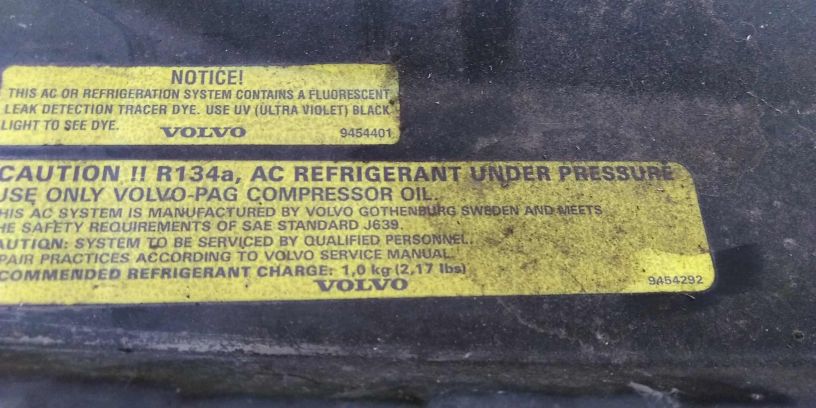 NOTICE!
THIS AC OR REFRIGERATION SYSTEM CONTAINS A FLUORESCENT
LEAK DETECTION TRACER DYE. USE UV (ULTRA VIOLET) BLACK
LIGHT TO SEE DYE.
VOLVO 9454401
CAUTION !! R134a, AC REFRIGERANT UNDER PRESSURE
USE ONLY VOLVO-PAG COMPRESSOR OIL.
HIS AC SYSTEM IS MANUFACTURED BY VOLVO GOTHENBURG SWEDEN AND MEETS
HE SAFETY REQUIREMENTS OF SAE STANDARD J639.
AUTION: SYSTEM TO BE SERVICED BY QUALIFIED PERSONNEL.
PAIR PRACTICES ACCORDING TO VOLVO SERVICE MANUAL.
COMMENDED REFRIGERANT CHARGE: 1,0 kg (2,17 lbs)
VOLVO 9454292